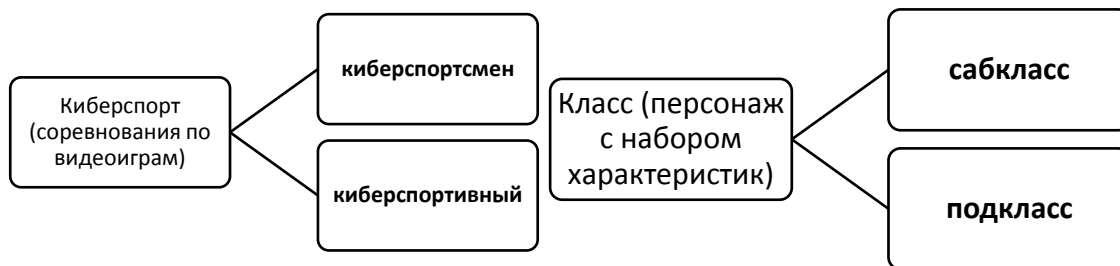 Киберспорт
(соревнования по
видеоиграм)
киберспортсмен
киберспортивный
Класс (персонаж
с набором
характеристик)
сабкласс
подкласс